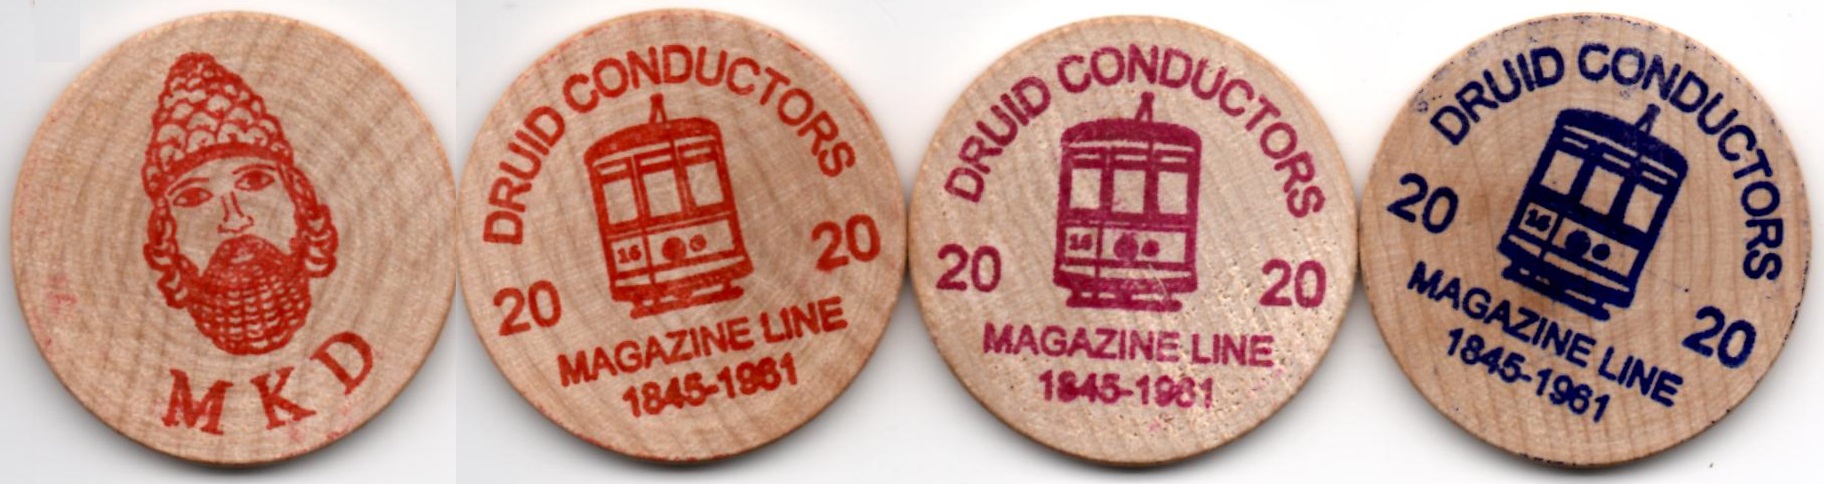 MKD
DRUID CONDUCTORS
16
20 20
MAGAZINE LINE
1845-1961
DRUID CONDUCTORS
16
20 20
MAGAZINE LINE
1845-1961
DRUID CONDUCTORS
16
20 20
MAGAZINE LINE
1845-1961